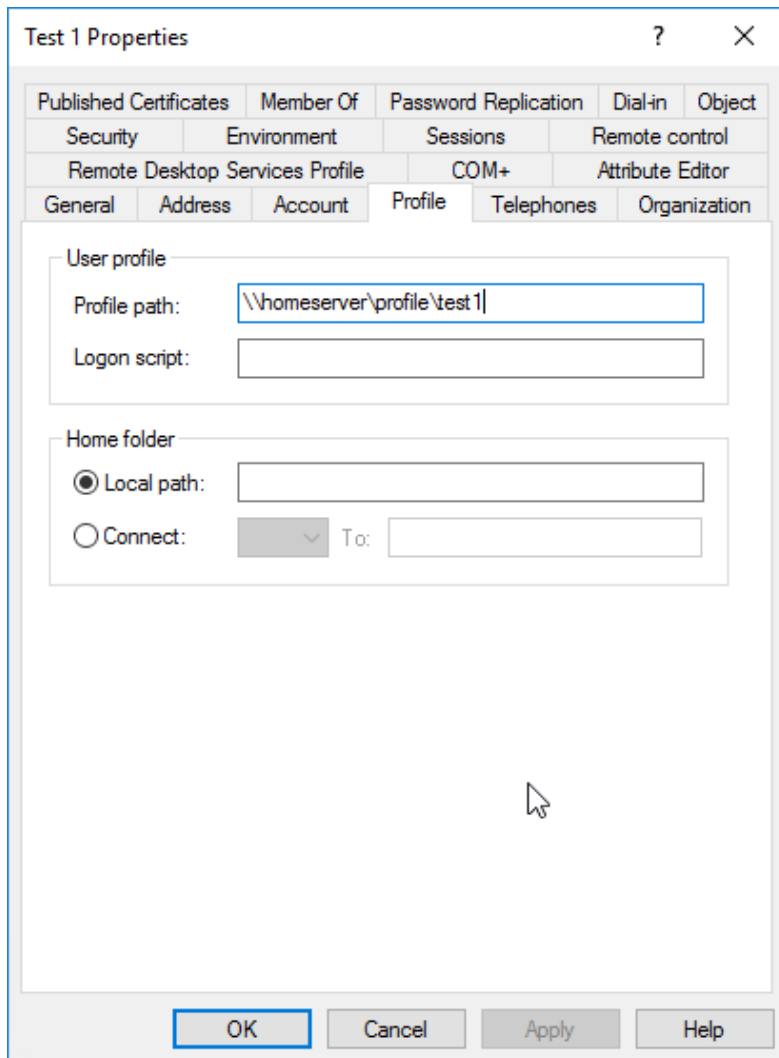 Test 1 Properties ? ×
Published Certificates Member Of Password Replication Dial-in Object
Security Environment Sessions Remote control
Remote Desktop Services Profile COM+ Attribute Editor
General Address Account Profile Telephones Organization
User profile
Profile path: \\homeserver\profile\test1
Logon script:
Home folder
Local path:
Connect: To:
OK Cancel Apply Help